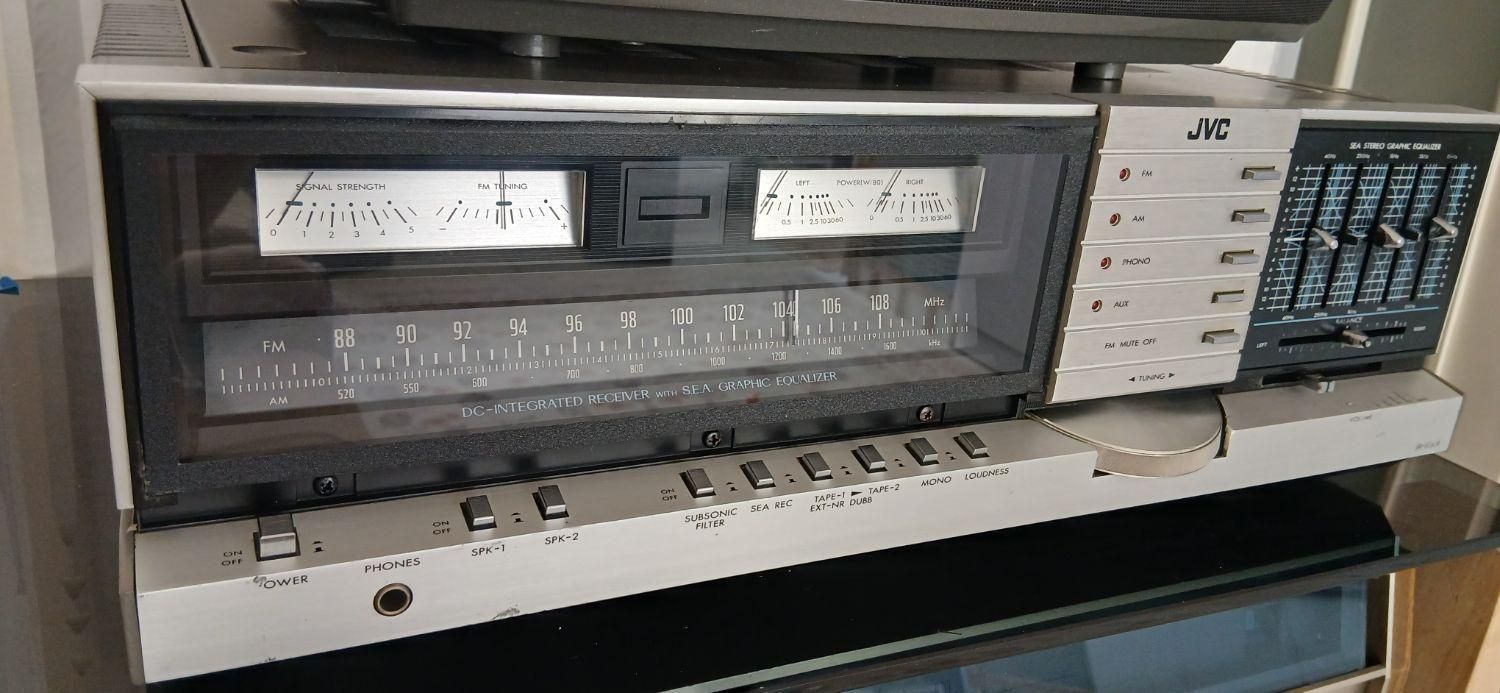 JVC
SEA STEREO GRAPHIC EQUALIZER
SIGNAL STRENGTH
0 1 2 3 4 5
FM TUNING
- +
LEFT POWER(W/8Ω) RIGHT
0 0.5 1 2.5 10 30 60 0 0.5 1 2.5 10 30 60
FM
AM
PHONO
AUX
FM MUTE OFF
◄ TUNING ►
BALANCE
LEFT RIGHT
VOLUME
FM 88 90 92 94 96 98 100 102 104 106 108 MHz
AM 520 550 600 700 800 1000 1200 1400 1600 kHz
DC-INTEGRATED RECEIVER WITH S.E.A. GRAPHIC EQUALIZER
ON
OFF
POWER
PHONES
ON
OFF
SPK-1
SPK-2
ON
OFF
SUBSONIC
FILTER
SEA REC
TAPE-1 ► TAPE-2
EXT-NR DUBB
MONO
LOUDNESS